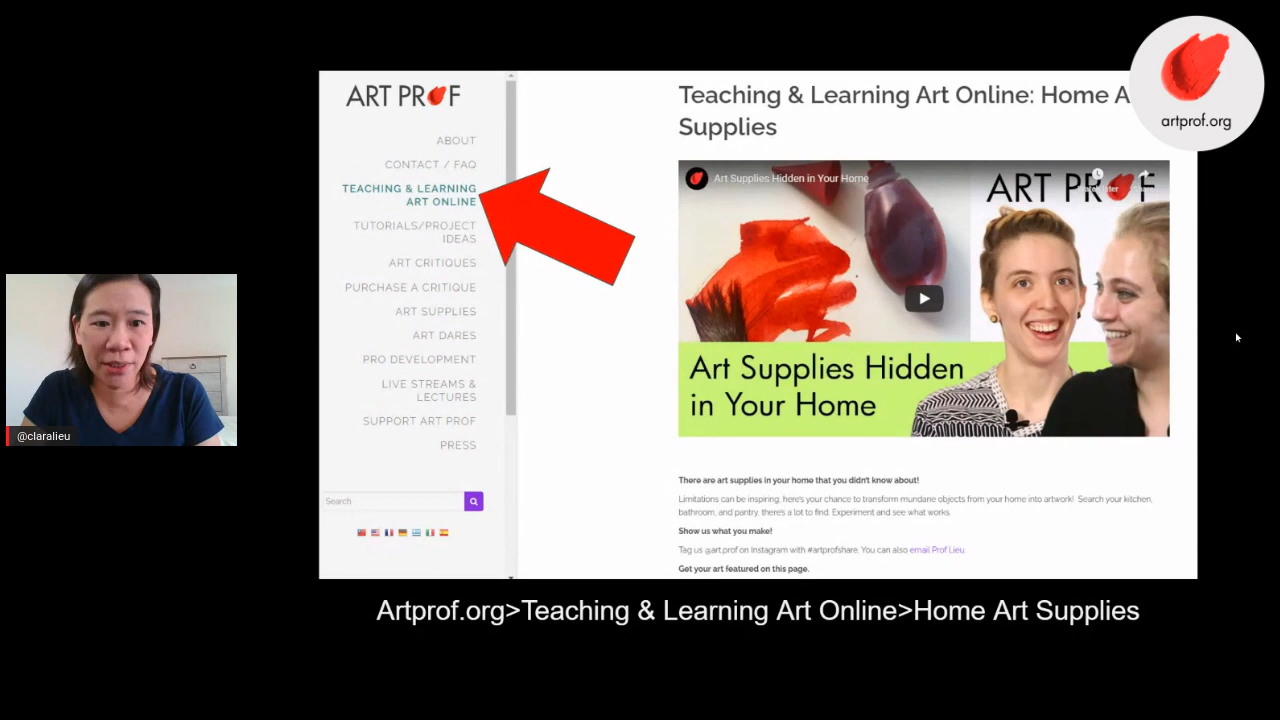 ART PROF
ABOUT
CONTACT / FAQ
TEACHING & LEARNING
ART ONLINE
TUTORIALS/PROJECT
IDEAS
ART CRITIQUES
PURCHASE A CRITIQUE
ART SUPPLIES
ART DARES
PRO DEVELOPMENT
LIVE STREAMS &
LECTURES
SUPPORT ART PROF
PRESS
Search
Teaching & Learning Art Online: Home A
Supplies
artprof.org
Art Supplies Hidden in Your Home
ART PROF
Share
Art Supplies Hidden
in Your Home
There are art supplies in your home that you didn't know about!
Limitations can be inspiring, here's your chance to transform mundane objects from your home into artwork! Search your kitchen,
bathroom, and pantry, there's a lot to find. Experiment and see what works.
Show us what you make!
Tag us @art.prof on Instagram with #artprofshare. You can also email Prof Lieu.
Get your art featured on this page.
@claralieu
Artprof.org>Teaching & Learning Art Online>Home Art Supplies